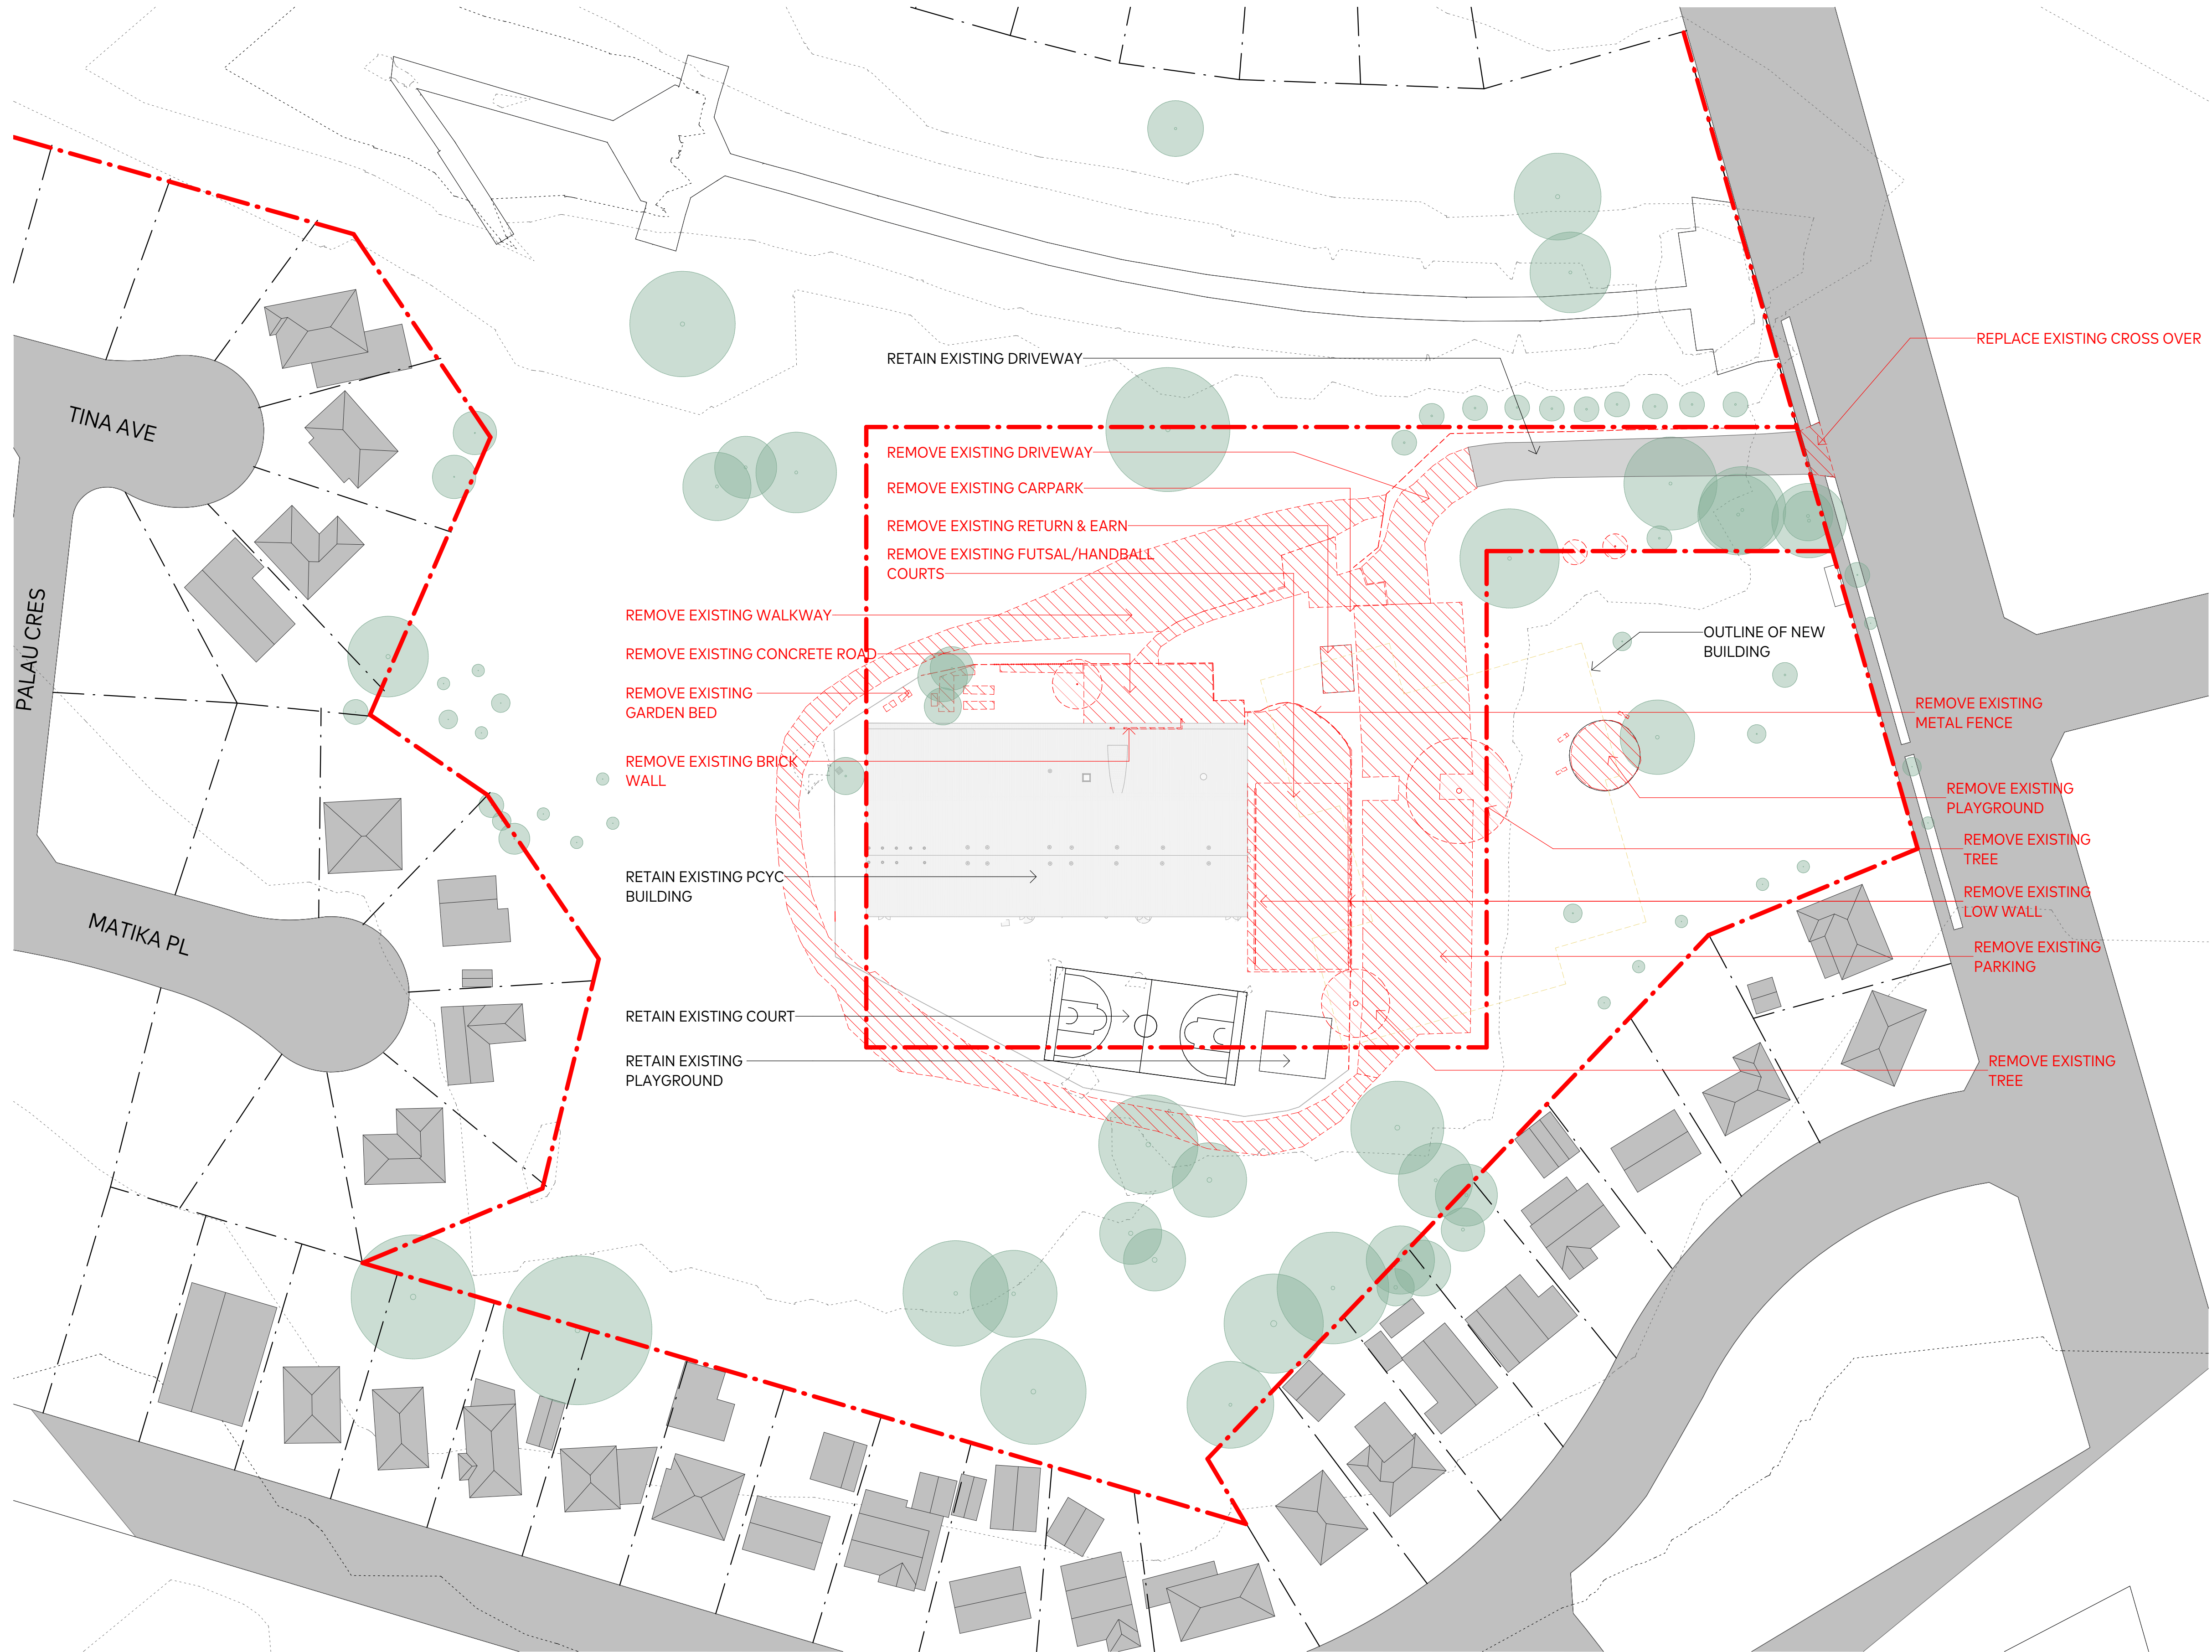 TINA AVE
PALAU CRES
MATIKA PL
RETAIN EXISTING DRIVEWAY
REMOVE EXISTING DRIVEWAY
REMOVE EXISTING CARPARK
REMOVE EXISTING RETURN & EARN
REMOVE EXISTING FUTSAL/HANDBALL
COURTS
REMOVE EXISTING WALKWAY
REMOVE EXISTING CONCRETE ROAD
REMOVE EXISTING
GARDEN BED
REMOVE EXISTING BRICK
WALL
RETAIN EXISTING PCYC
BUILDING
RETAIN EXISTING COURT
RETAIN EXISTING
PLAYGROUND
REPLACE EXISTING CROSS OVER
OUTLINE OF NEW
BUILDING
REMOVE EXISTING
METAL FENCE
REMOVE EXISTING
PLAYGROUND
REMOVE EXISTING
TREE
REMOVE EXISTING
LOW WALL
REMOVE EXISTING
PARKING
REMOVE EXISTING
TREE